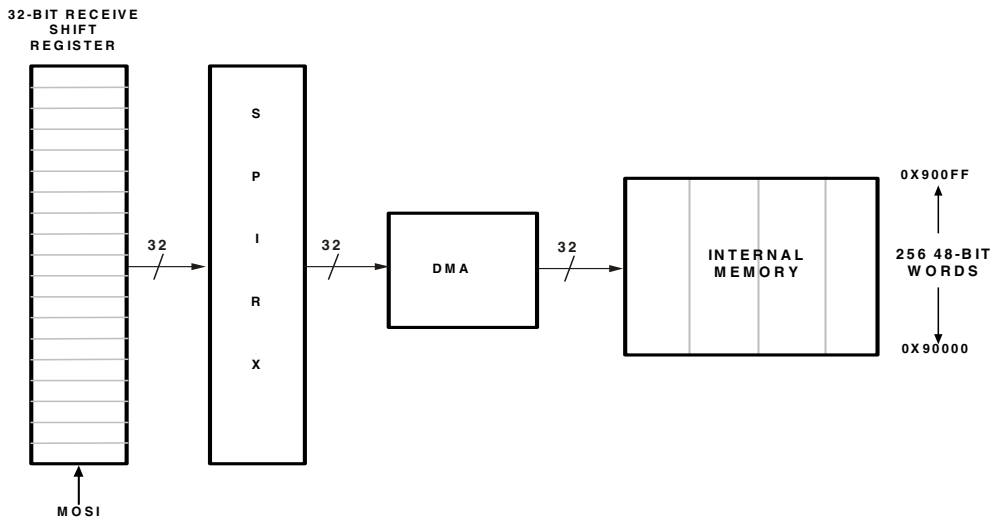 32-BIT RECEIVE
SHIFT
REGISTER
S
P
I
R
X
32
32
32
DMA
INTERNAL
MEMORY
0X900FF
256 48-BIT
WORDS
0X90000
MOSI